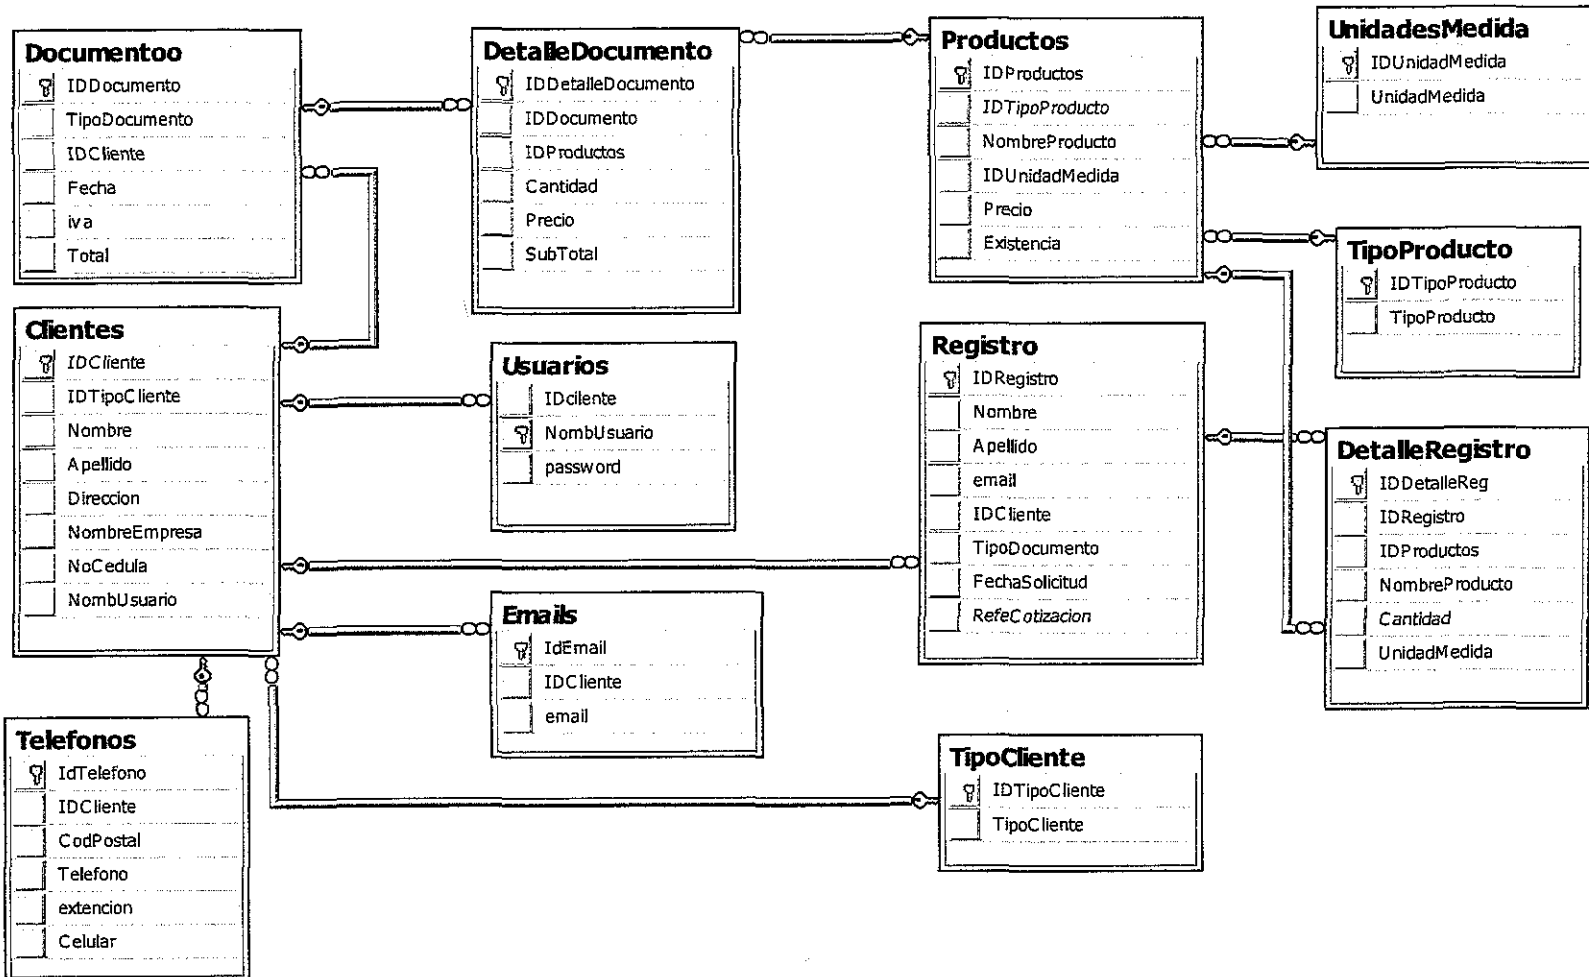 Documentoo
IDDocumento
TipoDocumento
IDCliente
Fecha
iva
Total
DetalleDocumento
IDDetalleDocumento
IDDocumento
IDProductos
Cantidad
Precio
SubTotal
Productos
IDProductos
IDTipoProducto
NombreProducto
IDUnidadMedida
Precio
Existencia
UnidadesMedida
IDUnidadMedida
UnidadMedida
TipoProducto
IDTipoProducto
TipoProducto
Clientes
IDCliente
IDTipoCliente
Nombre
Apellido
Direccion
NombreEmpresa
NoCedula
NombUsuario
Usuarios
IDcilente
NombUsuario
password
Registro
IDRegistro
Nombre
Apellido
email
IDCliente
TipoDocumento
FechaSolicitud
RefeCotizacion
DetalleRegistro
IDDetalleReg
IDRegistro
IDProductos
NombreProducto
Cantidad
UnidadMedida
Emails
IdEmail
IDCliente
email
Telefonos
IdTelefono
IDCliente
CodPostal
Telefono
extencion
Celular
TipoCliente
IDTipoCliente
TipoCliente